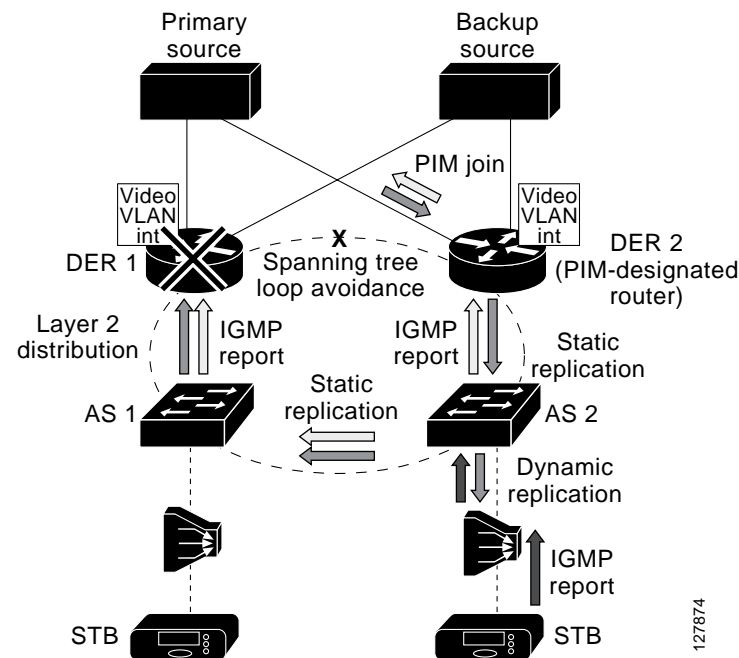 Primary
source
Backup
source
PIM join
Video
VLAN
int
Video
VLAN
int
DER 1
X
Spanning tree
loop avoidance
DER 2
(PIM-designated
router)
Layer 2
distribution
IGMP
report
IGMP
report
Static
replication
Static
replication
AS 1
AS 2
Dynamic
replication
IGMP
report
STB
STB
127874